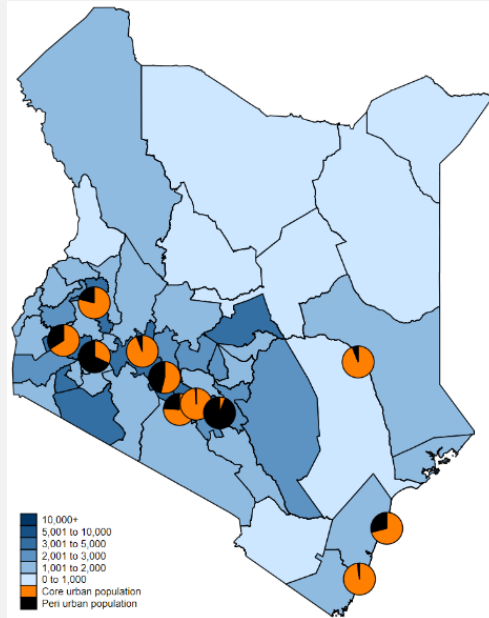 10,000+
5,001 to 10,000
3,001 to 5,000
2,001 to 3,000
1,001 to 2,000
0 to 1,000
Core urban population
Peri urban population